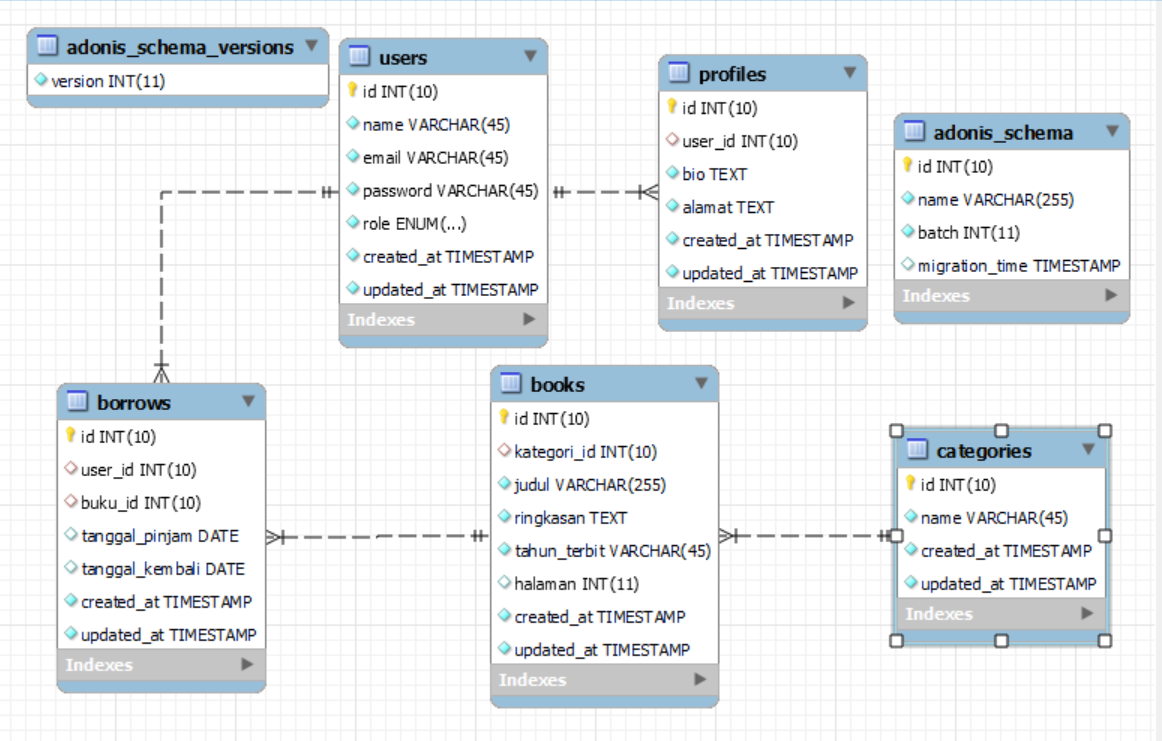 adonis_schema_versions
version INT(11)
users
id INT(10)
name VARCHAR(45)
email VARCHAR(45)
password VARCHAR(45)
role ENUM(...)
created_at TIMESTAMP
updated_at TIMESTAMP
Indexes
profiles
id INT(10)
user_id INT(10)
bio TEXT
alamat TEXT
created_at TIMESTAMP
updated_at TIMESTAMP
Indexes
adonis_schema
id INT(10)
name VARCHAR(255)
batch INT(11)
migration_time TIMESTAMP
Indexes
borrows
id INT(10)
user_id INT(10)
buku_id INT(10)
tanggal_pinjam DATE
tanggal_kembali DATE
created_at TIMESTAMP
updated_at TIMESTAMP
Indexes
books
id INT(10)
kategori_id INT(10)
judul VARCHAR(255)
ringkasan TEXT
tahun_terbit VARCHAR(45)
halaman INT(11)
created_at TIMESTAMP
updated_at TIMESTAMP
Indexes
categories
id INT(10)
name VARCHAR(45)
created_at TIMESTAMP
updated_at TIMESTAMP
Indexes